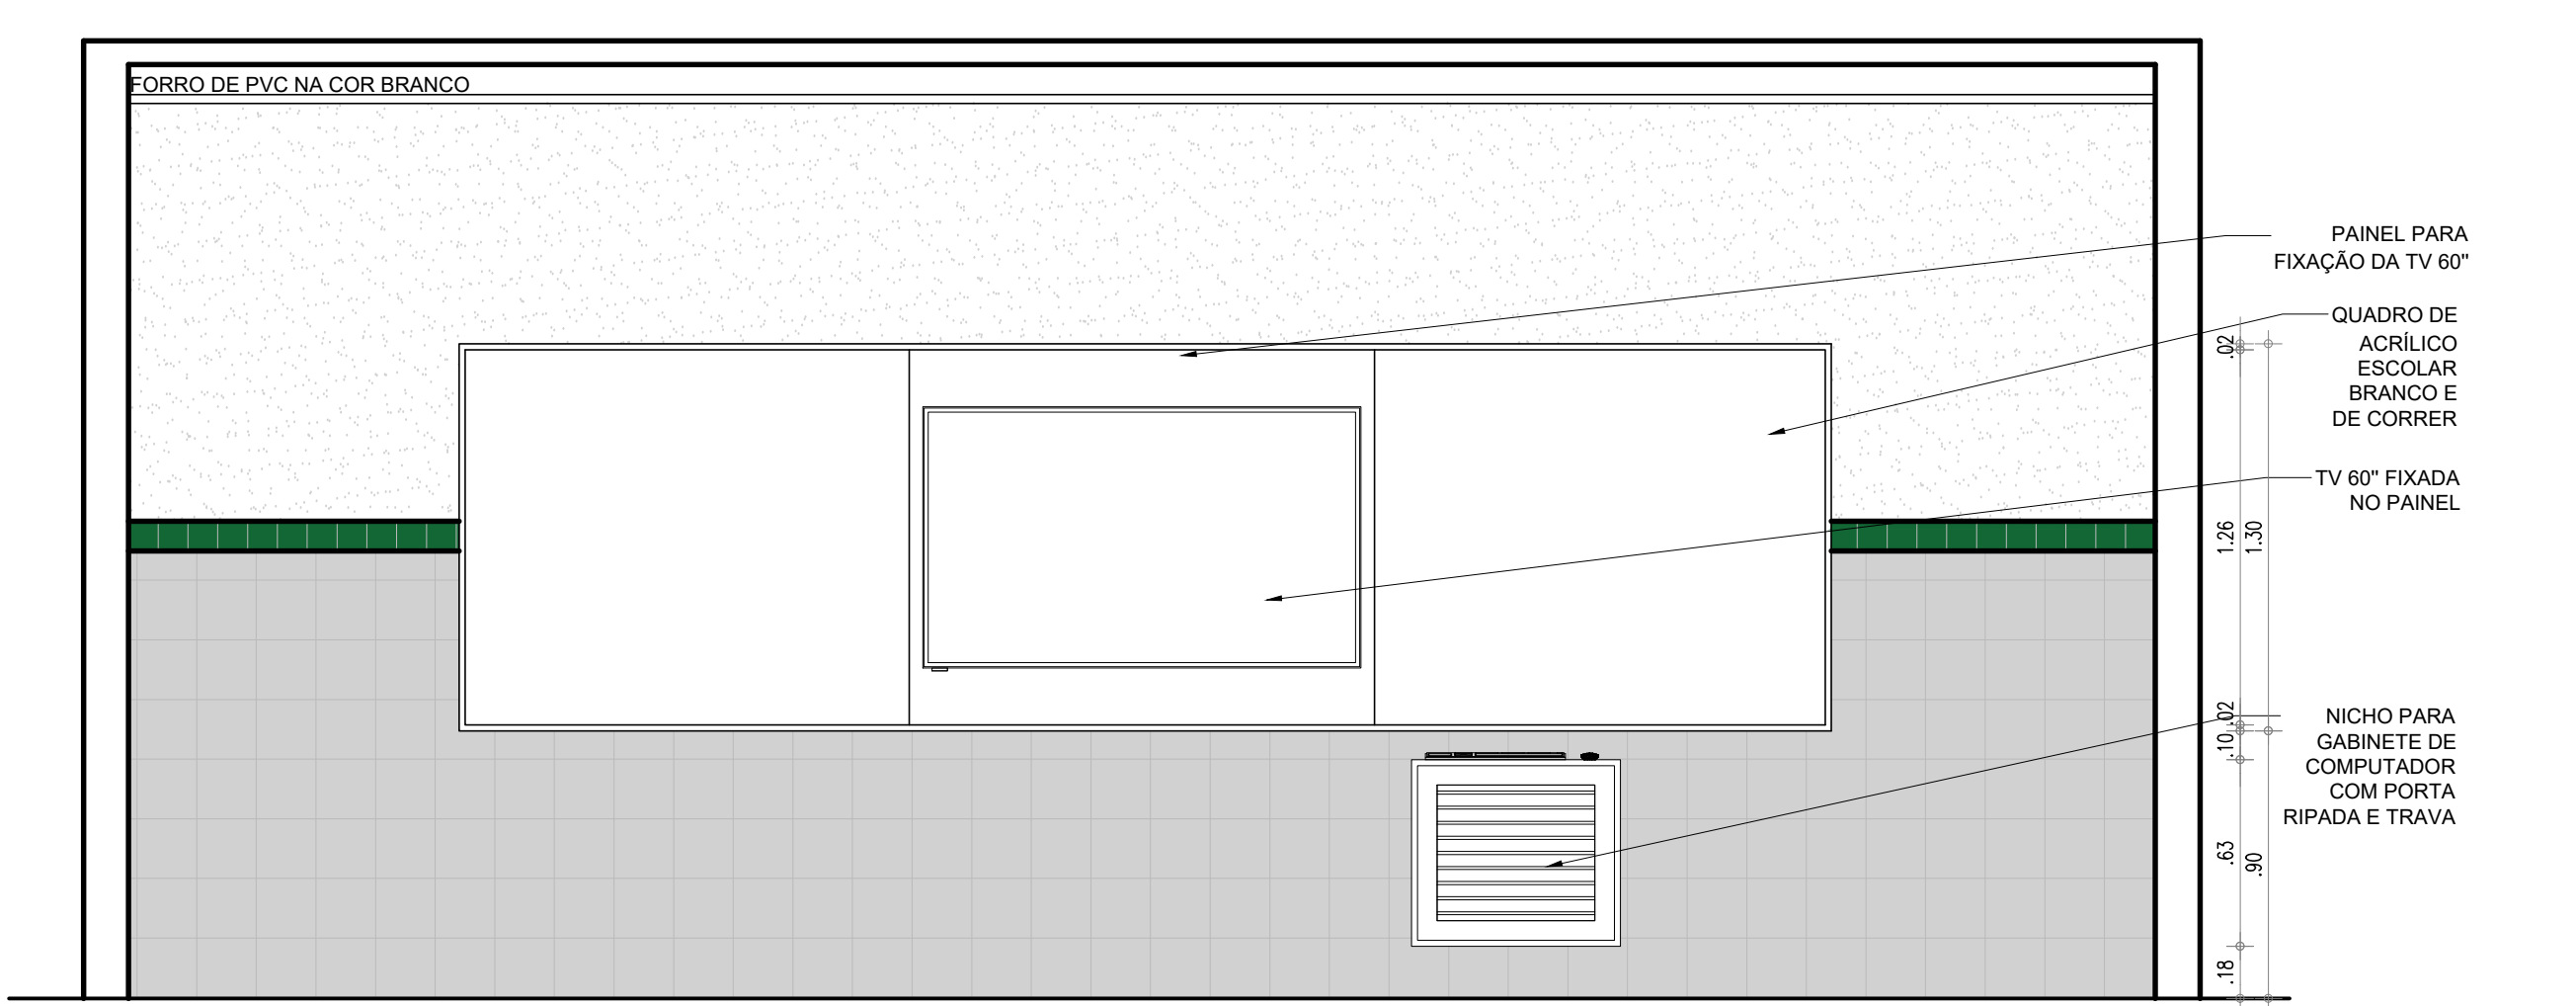 FORRO DE PVC NA COR BRANCO
PAINEL PARA
FIXAÇÃO DA TV 60"
QUADRO DE
ACRÍLICO
ESCOLAR
BRANCO E
DE CORRER
TV 60" FIXADA
NO PAINEL
NICHO PARA
GABINETE DE
COMPUTADOR
COM PORTA
RIPADA E TRAVA
.02
1.26
1.30
.02
.10
.63
.90
.18